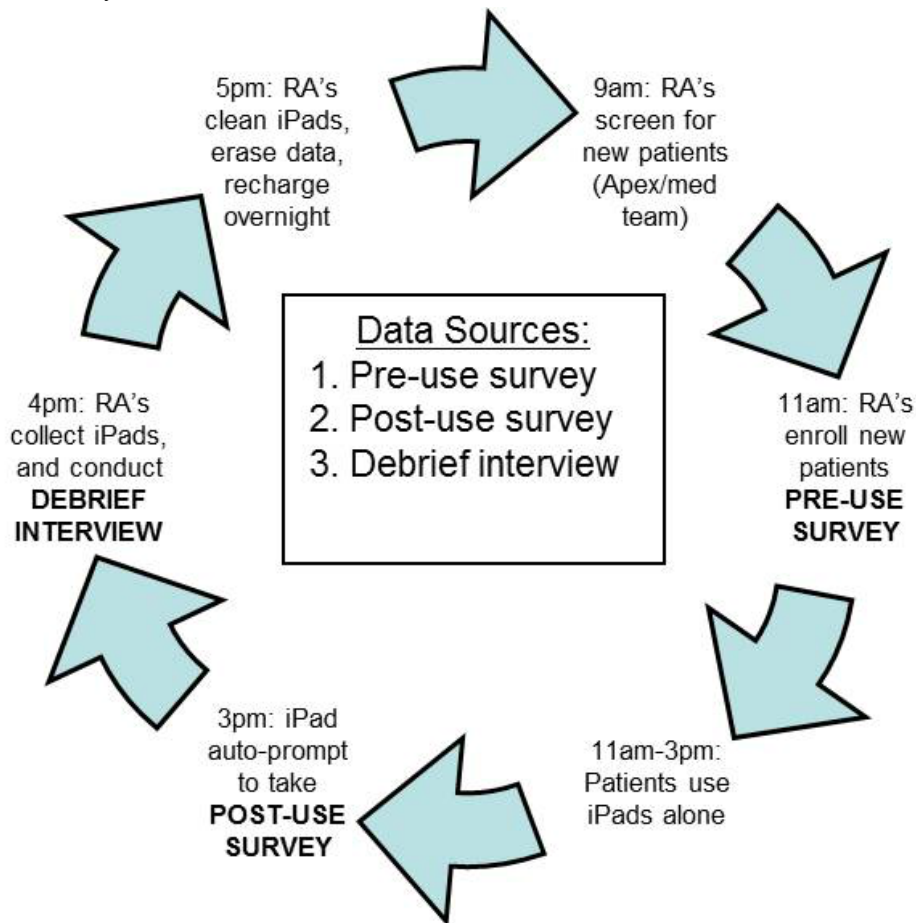 5pm: RA's
clean iPads,
erase data,
recharge
overnight
9am: RA's
screen for
new patients
(Apex/med
team)
Data Sources:
1. Pre-use survey
2. Post-use survey
3. Debrief interview
11am: RA's
enroll new
patients
PRE-USE
SURVEY
11am-3pm:
Patients use
iPads alone
3pm: iPad
auto-prompt
to take
POST-USE
SURVEY
4pm: RA's
collect iPads,
and conduct
DEBRIEF
INTERVIEW